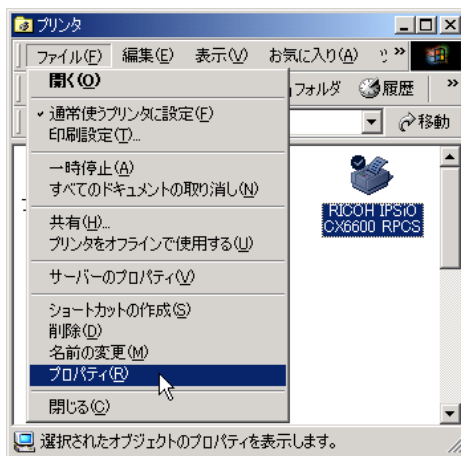 プリンタ
ファイル(F) 編集(E) 表示(V) お気に入り(A) ツ »
フォルダ 履歴 »
移動
開く(O)
通常使うプリンタに設定(F)
印刷設定(T)...
一時停止(A)
すべてのドキュメントの取り消し(N)
共有(H)...
プリンタをオフラインで使用する(U)
サーバーのプロパティ(V)
ショートカットの作成(S)
削除(D)
名前の変更(M)
プロパティ(R)
閉じる(C)
RICOH IPSiO
CX6600 RPCS
選択されたオブジェクトのプロパティを表示します。